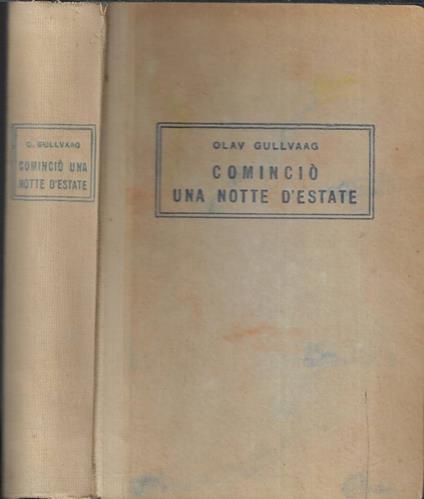 O. GULLVAAG
COMINCIÒ UNA
NOTTE D'ESTATE
OLAV GULLVAAG
COMINCIÒ
UNA NOTTE D'ESTATE